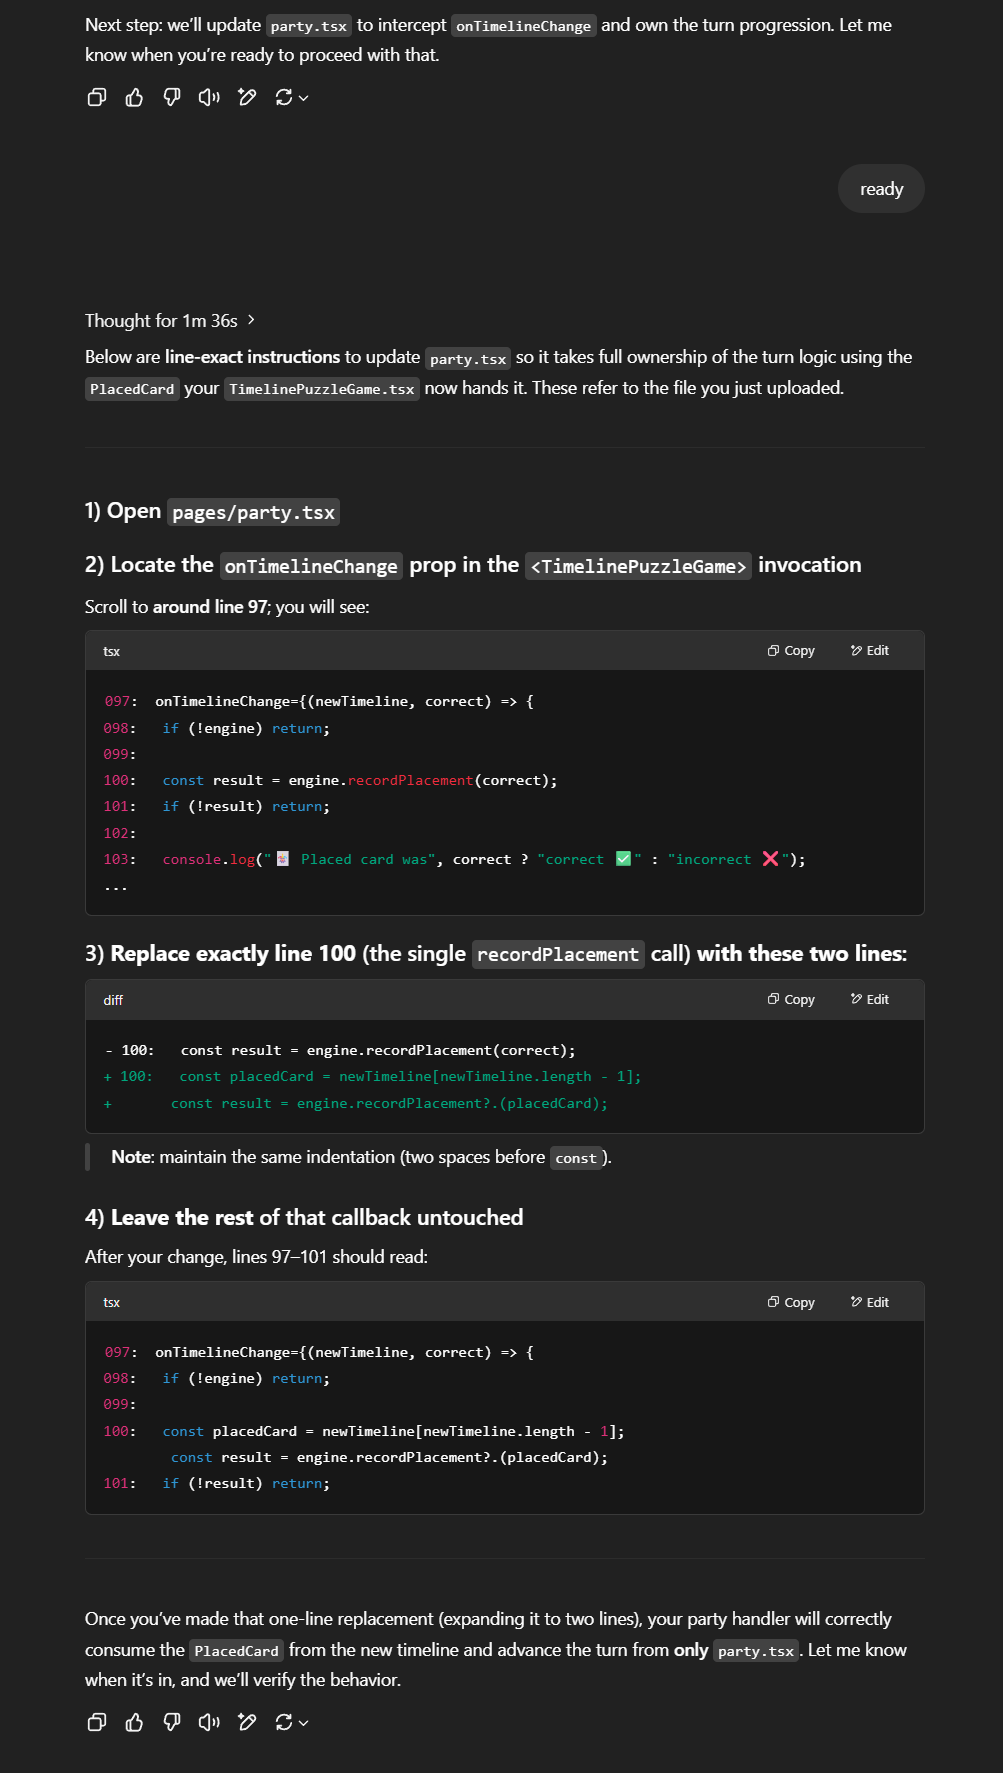 Next step: we’ll update party.tsx to intercept onTimelineChange and own the turn progression. Let me
know when you’re ready to proceed with that.
ready
Thought for 1m 36s >
Below are line-exact instructions to update party.tsx so it takes full ownership of the turn logic using the
PlacedCard your TimelinePuzzleGame.tsx now hands it. These refer to the file you just uploaded.
1) Open pages/party.tsx
2) Locate the onTimelineChange prop in the <TimelinePuzzleGame> invocation
Scroll to around line 97; you will see:
tsx Copy Edit
097:  onTimelineChange={(newTimeline, correct) => {
098:   if (!engine) return;
099:
100:   const result = engine.recordPlacement(correct);
101:   if (!result) return;
102:
103:   console.log("🃏 Placed card was", correct ? "correct ✅" : "incorrect ❌");
...
3) Replace exactly line 100 (the single recordPlacement call) with these two lines:
diff Copy Edit
- 100:   const result = engine.recordPlacement(correct);
+ 100:   const placedCard = newTimeline[newTimeline.length - 1];
+       const result = engine.recordPlacement?.(placedCard);
Note: maintain the same indentation (two spaces before const ).
4) Leave the rest of that callback untouched
After your change, lines 97–101 should read:
tsx Copy Edit
097:  onTimelineChange={(newTimeline, correct) => {
098:   if (!engine) return;
099:
100:   const placedCard = newTimeline[newTimeline.length - 1];
        const result = engine.recordPlacement?.(placedCard);
101:   if (!result) return;
Once you’ve made that one-line replacement (expanding it to two lines), your party handler will correctly
consume the PlacedCard from the new timeline and advance the turn from only party.tsx. Let me know
when it’s in, and we’ll verify the behavior.